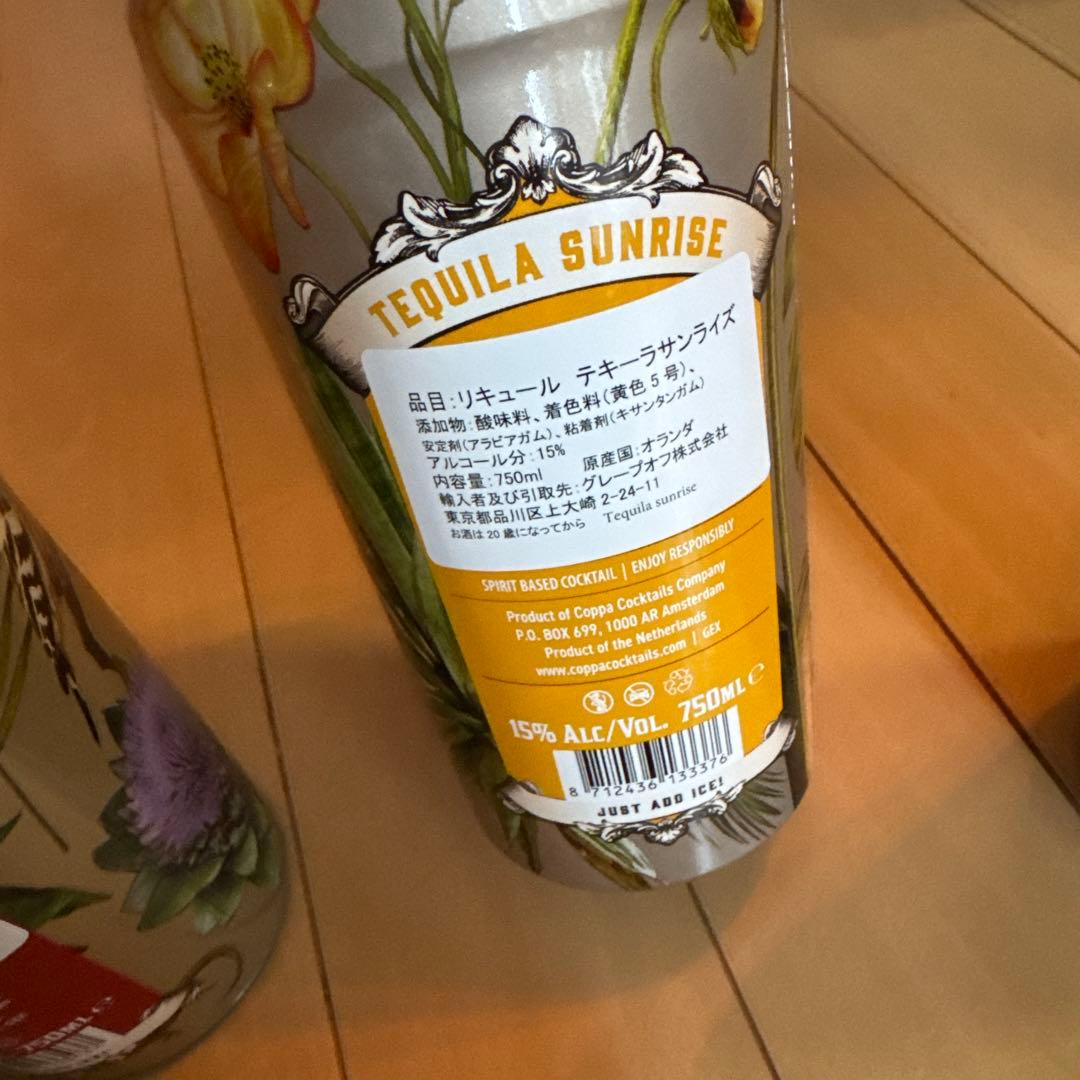 TEQUILA SUNRISE
品目:リキュール テキーラサンライズ
添加物:酸味料、着色料(黄色5号)、
安定剤(アラビアガム)、粘着剤(キサンタンガム)
アルコール分:15% 原産国:オランダ
内容量:750ml
輸入者及び引取先:グレープオフ株式会社
東京都品川区上大崎 2-24-11
お酒は 20 歳になってから Tequila sunrise
SPIRIT BASED COCKTAIL | ENJOY RESPONSIBLY
Product of Coppa Cocktails Company
P.O. BOX 699, 1000 AR Amsterdam
Product of the Netherlands
www.coppacocktails.com | GEX
15% ALC/VOL. 750ML e
8 712436 133376
JUST ADD ICE!
750ML e